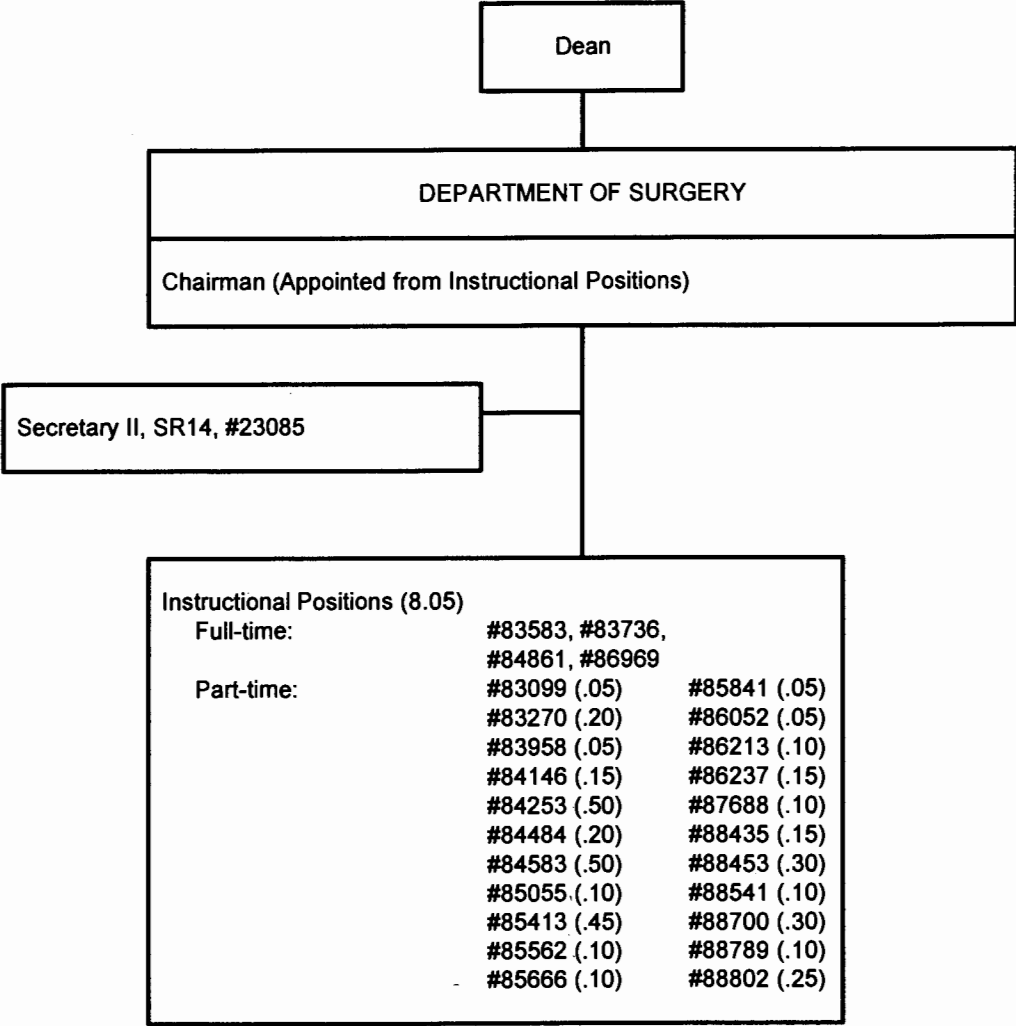 Dean
DEPARTMENT OF SURGERY
Chairman (Appointed from Instructional Positions)
Secretary II, SR14, #23085
Instructional Positions (8.05)
Full-time: #83583, #83736,
#84861, #86969
Part-time: #83099 (.05) #85841 (.05)
#83270 (.20) #86052 (.05)
#83958 (.05) #86213 (.10)
#84146 (.15) #86237 (.15)
#84253 (.50) #87688 (.10)
#84484 (.20) #88435 (.15)
#84583 (.50) #88453 (.30)
#85055 (.10) #88541 (.10)
#85413 (.45) #88700 (.30)
#85562 (.10) #88789 (.10)
#85666 (.10) #88802 (.25)